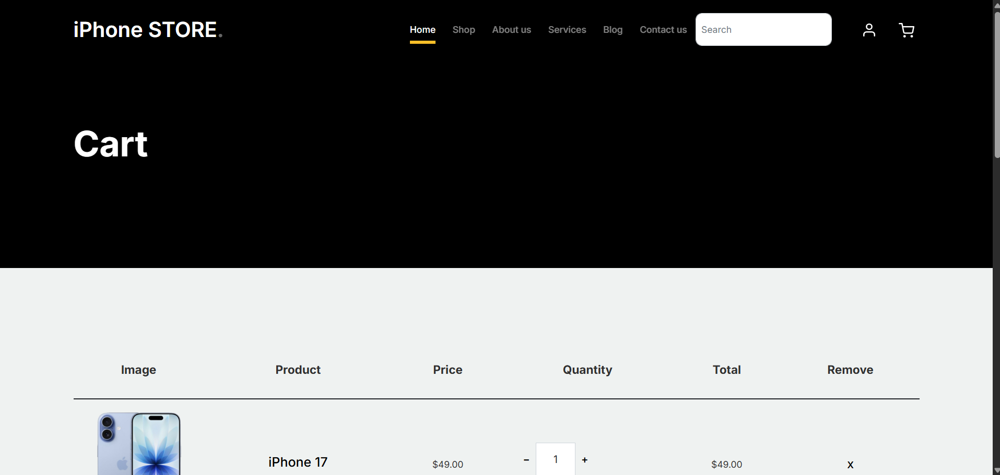 iPhone STORE.
Home Shop About us Services Blog Contact us Search
Cart
Image Product Price Quantity Total Remove
iPhone 17 $49.00 − 1 + $49.00 X